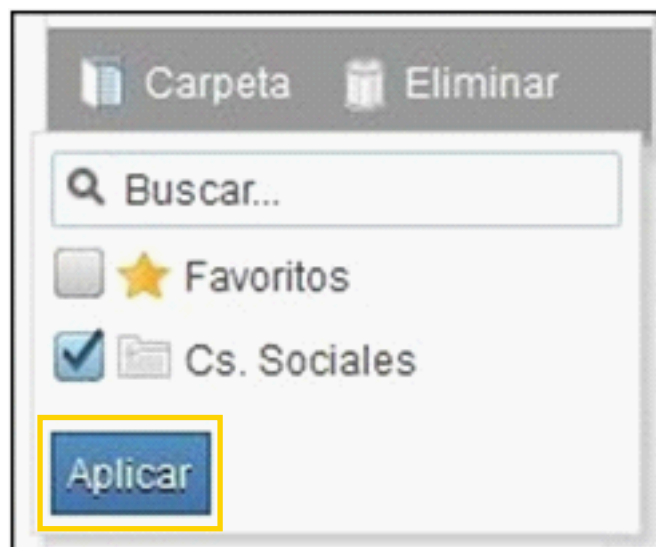 Carpeta Eliminar
Buscar...
Favoritos
Cs. Sociales
Aplicar